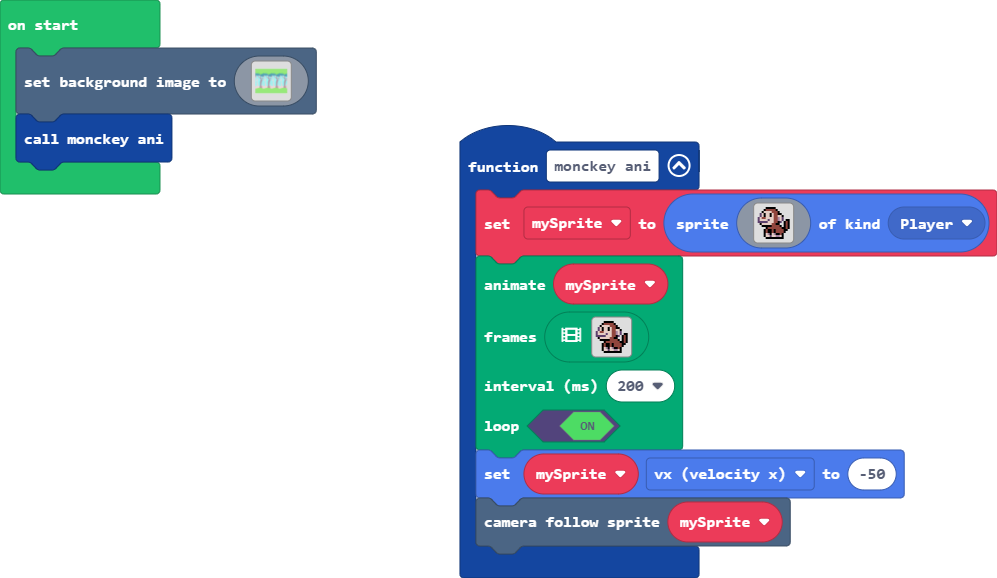 on start
set background image to
call monckey ani
function monckey ani
set mySprite to sprite of kind Player
animate mySprite
frames
interval (ms) 200
loop ON
set mySprite vx (velocity x) to -50
camera follow sprite mySprite